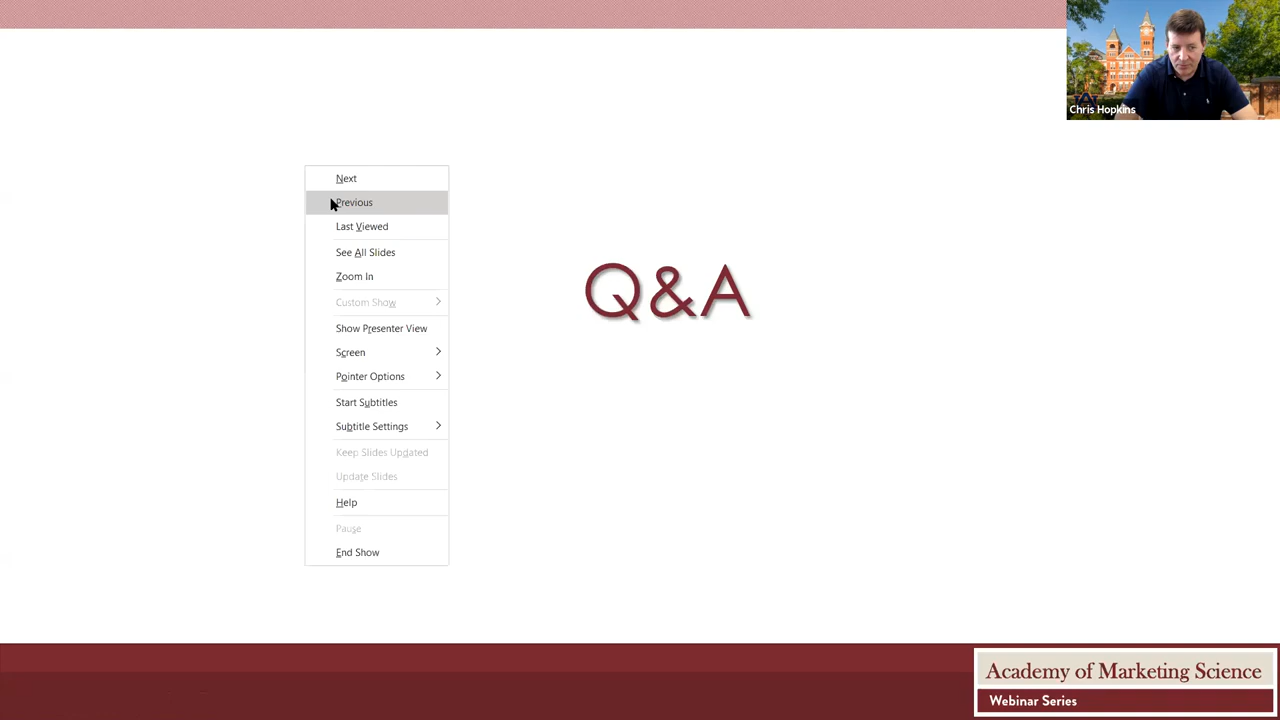 Chris Hopkins
Next
Previous
Last Viewed
See All Slides
Zoom In
Custom Show
Show Presenter View
Screen
Pointer Options
Start Subtitles
Subtitle Settings
Keep Slides Updated
Update Slides
Help
Pause
End Show
Q&A
Academy of Marketing Science
Webinar Series